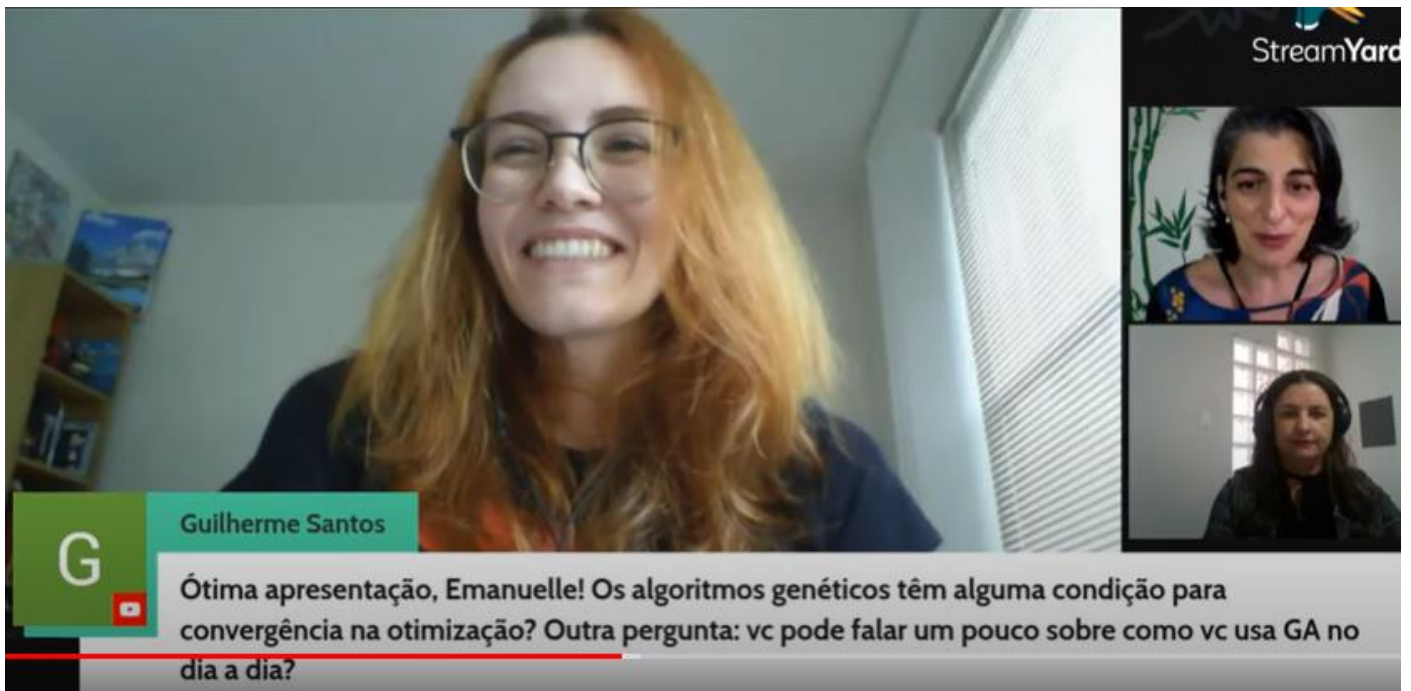 StreamYard
Guilherme Santos
G
Ótima apresentação, Emanuelle! Os algoritmos genéticos têm alguma condição para
convergência na otimização? Outra pergunta: vc pode falar um pouco sobre como vc usa GA no
dia a dia?